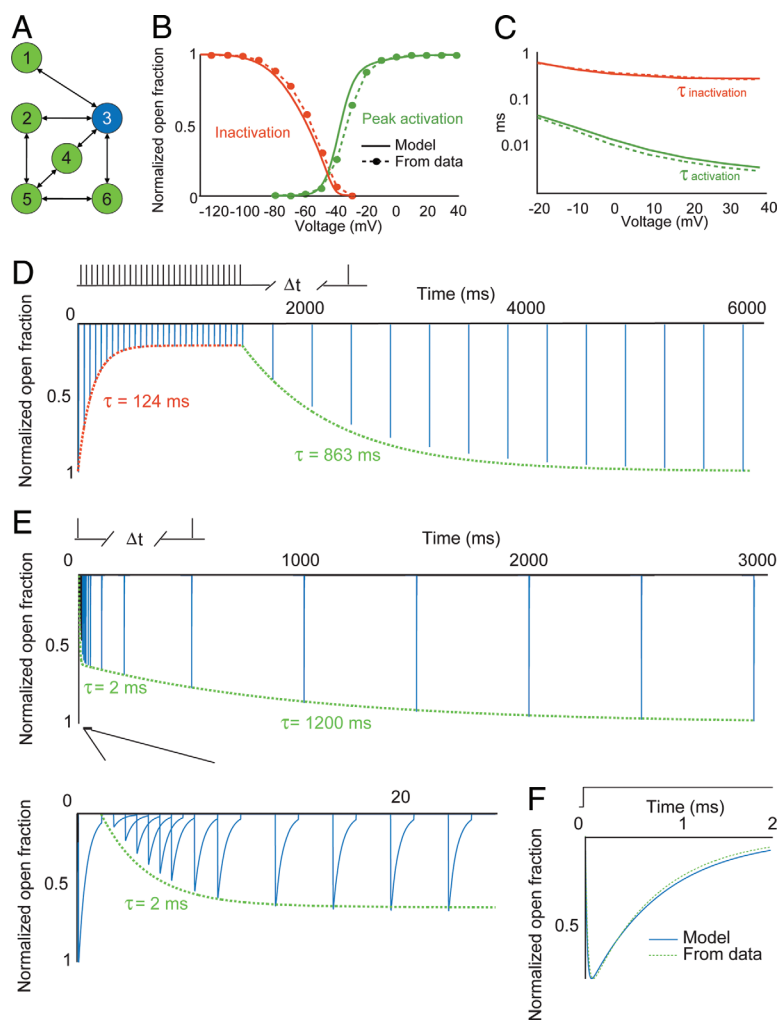 A
1
2
3
4
5
6
B
Normalized open fraction
1
0.5
0
Inactivation
Peak activation
Model
From data
-120 -100 -80 -60 -40 -20 0 20 40
Voltage (mV)
C
ms
1
0.1
0.01
τ inactivation
τ activation
-20 -10 0 10 20 30 40
Voltage (mV)
D
Δt
Time (ms)
0 2000 4000 6000
Normalized open fraction
0.5
1
τ = 124 ms
τ = 863 ms
E
Δt
Time (ms)
0 1000 2000 3000
Normalized open fraction
0.5
1
τ = 2 ms
τ = 1200 ms
0 20
Normalized open fraction
0.5
1
τ = 2 ms
F
Time (ms)
0 1 2
Normalized open fraction
0.5
Model
From data